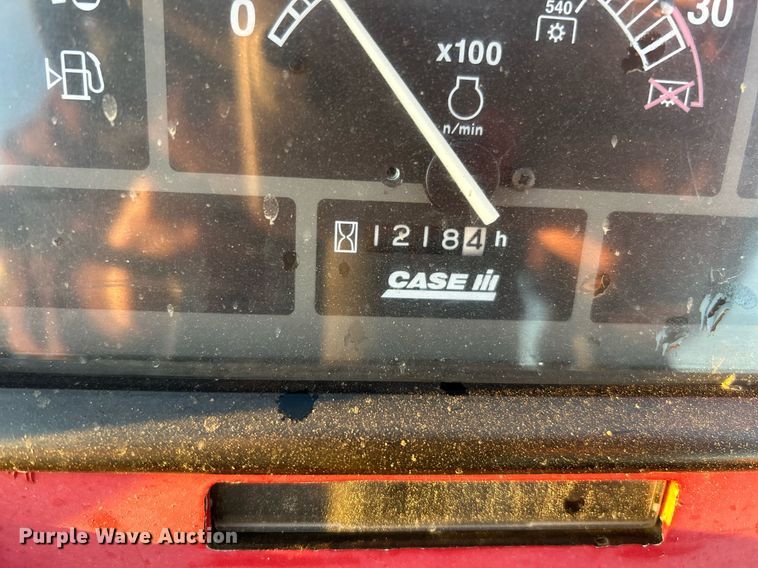 0
540
30
x100
n/min
12184 h
CASE IH
Purple Wave Auction®